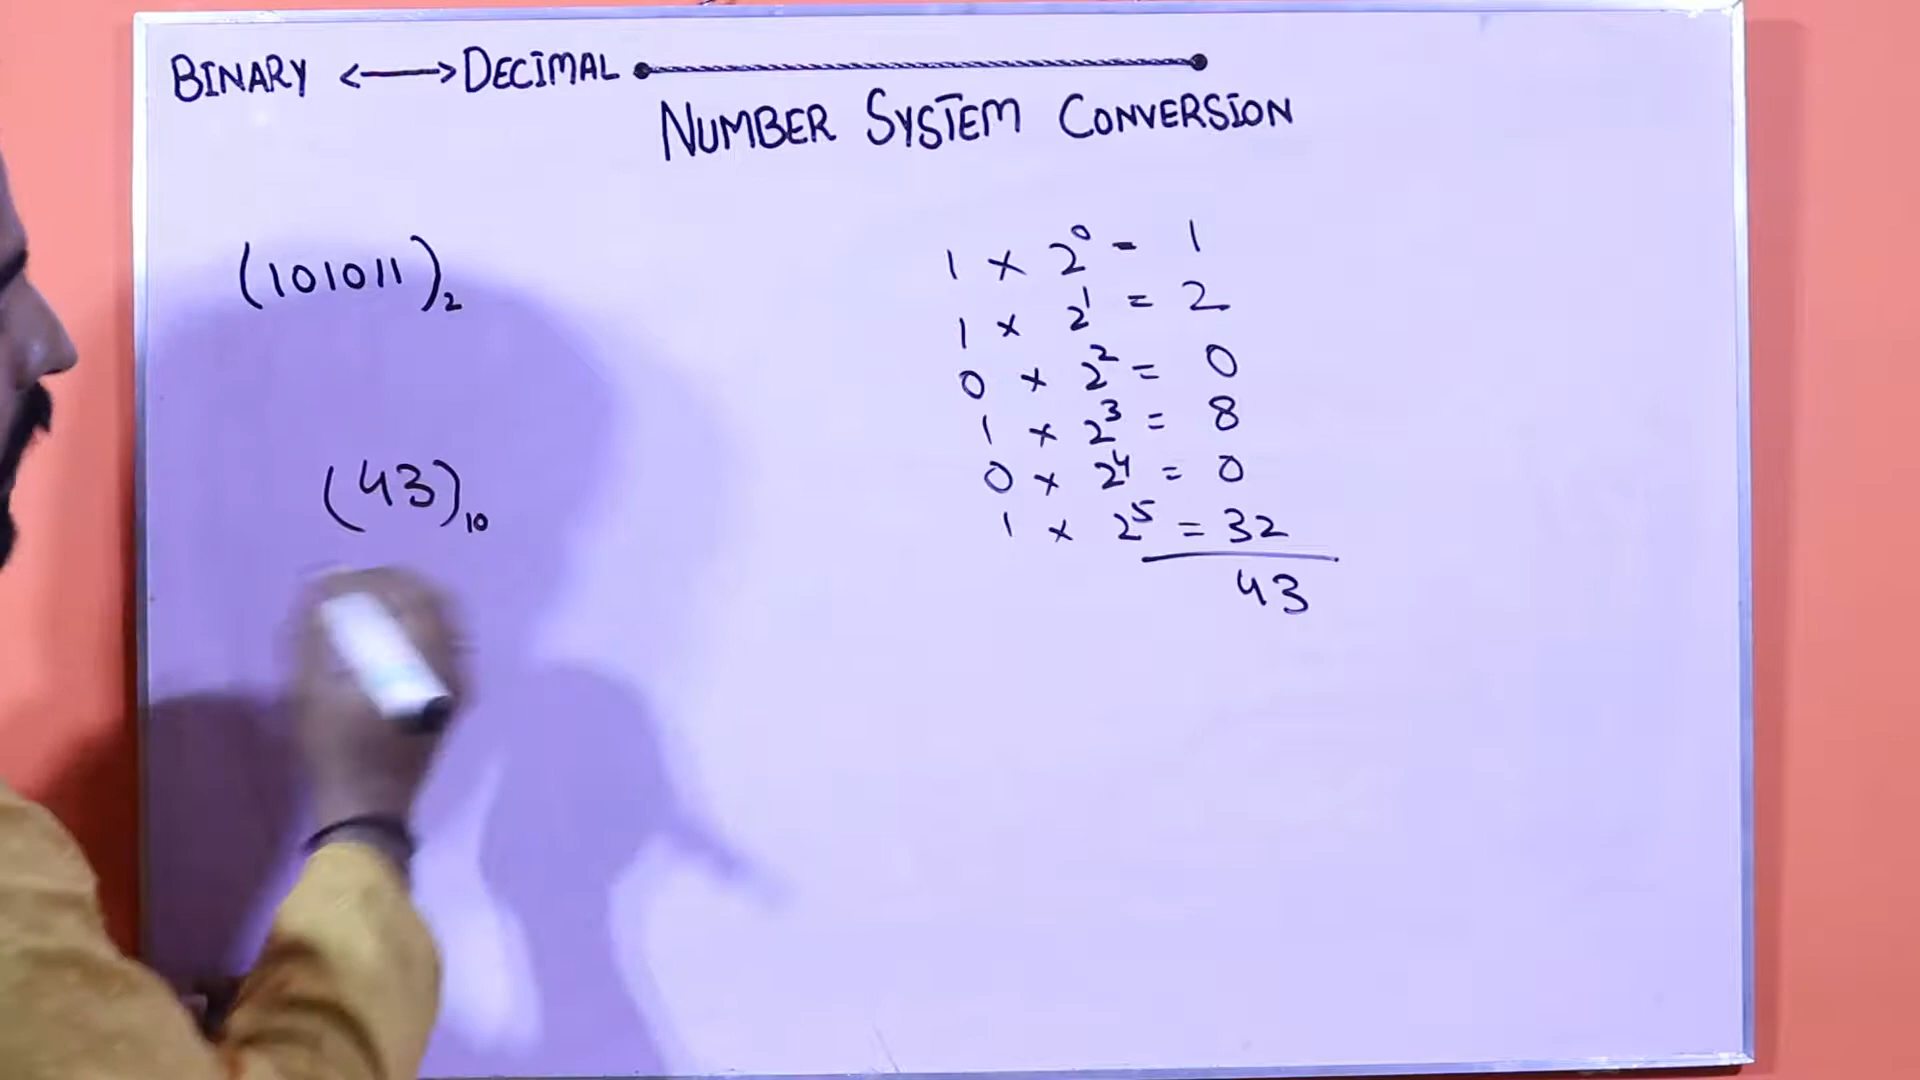 BINARY <——> DECIMAL
NUMBER SYSTEM CONVERSION
(101011)₂
(43)₁₀
1 × 2⁰ = 1
1 × 2¹ = 2
0 × 2² = 0
1 × 2³ = 8
0 × 2⁴ = 0
1 × 2⁵ = 32
43